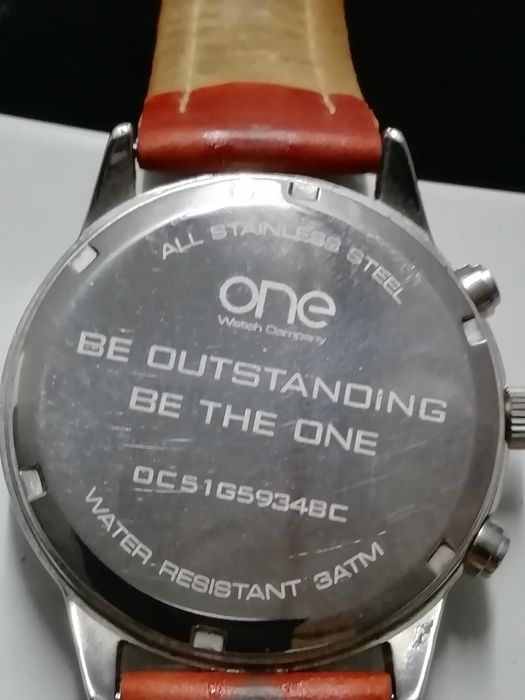 ALL STAINLESS STEEL
one
Watch Company
BE OUTSTANDiNG
BE THE ONE
OC51G5934BC
WATER RESISTANT 3ATM